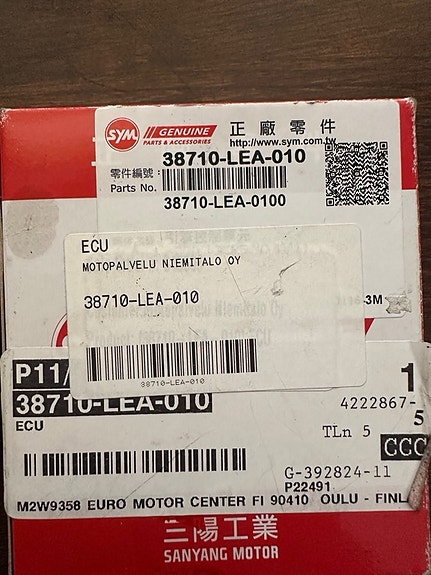 SYM GENUINE 正廠零件
PARTS & ACCESSORIES
http://www.sym.com.tw
38710-LEA-010
零件編號:
Parts No.
38710-LEA-0100
ECU
MOTOPALVELU NIEMITALO OY
38710-LEA-010
3M
38710-LEA-010
P11/
1
38710-LEA-010
4222867-
5
ECU
TLn 5
CCC
G-392824-11
P22491
M2W9358 EURO MOTOR CENTER FI 90410 OULU - FINL
三陽工業
SANYANG MOTOR